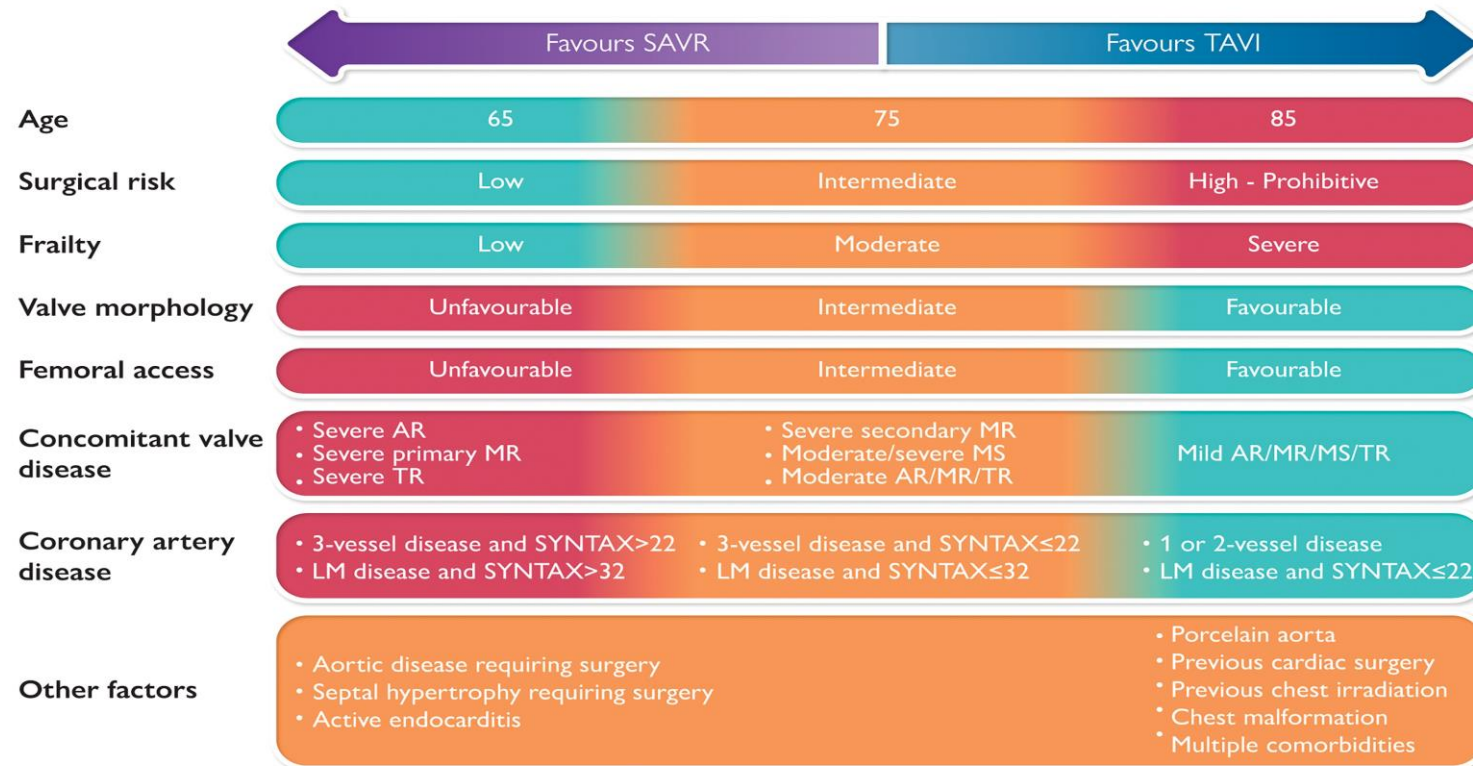 Favours SAVR
Favours TAVI
Age
65
75
85
Surgical risk
Low
Intermediate
High - Prohibitive
Frailty
Low
Moderate
Severe
Valve morphology
Unfavourable
Intermediate
Favourable
Femoral access
Unfavourable
Intermediate
Favourable
Concomitant valve
disease
• Severe AR
• Severe primary MR
• Severe TR
• Severe secondary MR
• Moderate/severe MS
• Moderate AR/MR/TR
Mild AR/MR/MS/TR
Coronary artery
disease
• 3-vessel disease and SYNTAX>22
• LM disease and SYNTAX>32
• 3-vessel disease and SYNTAX≤22
• LM disease and SYNTAX≤32
• 1 or 2-vessel disease
• LM disease and SYNTAX≤22
Other factors
• Aortic disease requiring surgery
• Septal hypertrophy requiring surgery
• Active endocarditis
• Porcelain aorta
• Previous cardiac surgery
• Previous chest irradiation
• Chest malformation
• Multiple comorbidities